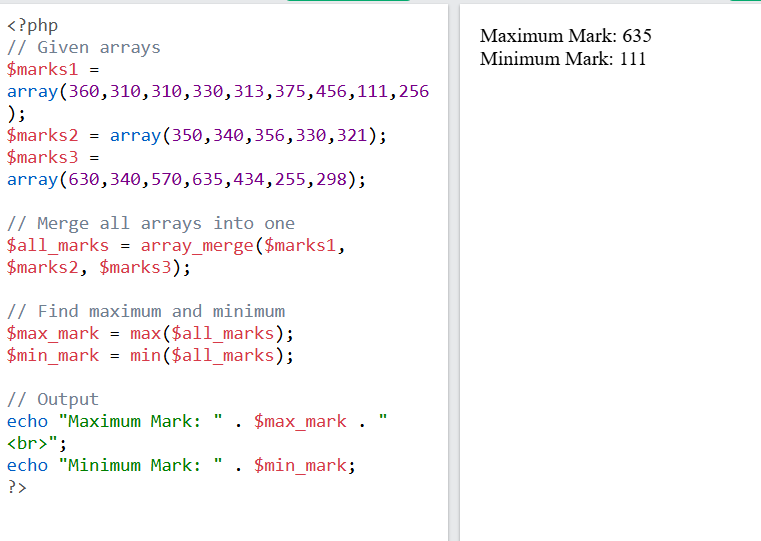 <?php
// Given arrays
$marks1 =
array(360,310,310,330,313,375,456,111,256
);
$marks2 = array(350,340,356,330,321);
$marks3 =
array(630,340,570,635,434,255,298);
// Merge all arrays into one
$all_marks = array_merge($marks1,
$marks2, $marks3);
// Find maximum and minimum
$max_mark = max($all_marks);
$min_mark = min($all_marks);
// Output
echo "Maximum Mark: " . $max_mark . "
<br>";
echo "Minimum Mark: " . $min_mark;
?>
Maximum Mark: 635
Minimum Mark: 111